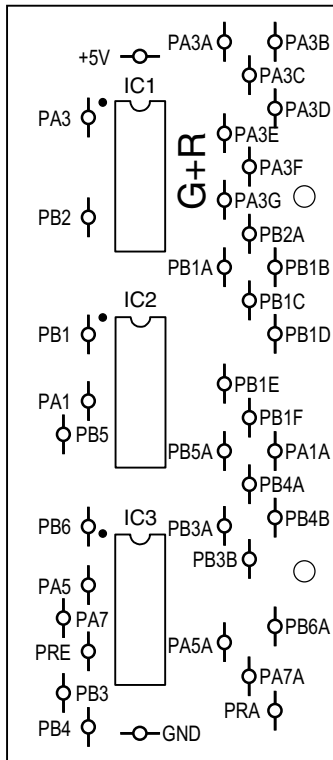 PA3A PA3B
+5V
PA3C
IC1
PA3D
PA3
PA3E
G+R
PA3F
PA3G
PB2
PB2A
PB1A PB1B
PB1C
IC2
PB1 PB1D
PB1E
PA1
PB1F
PB5
PB5A PA1A
PB4A
IC3
PB4B
PB6 PB3A
PB3B
PA5
PA7
PB6A
PA5A
PRE
PA7A
PB3
PRA
PB4
GND